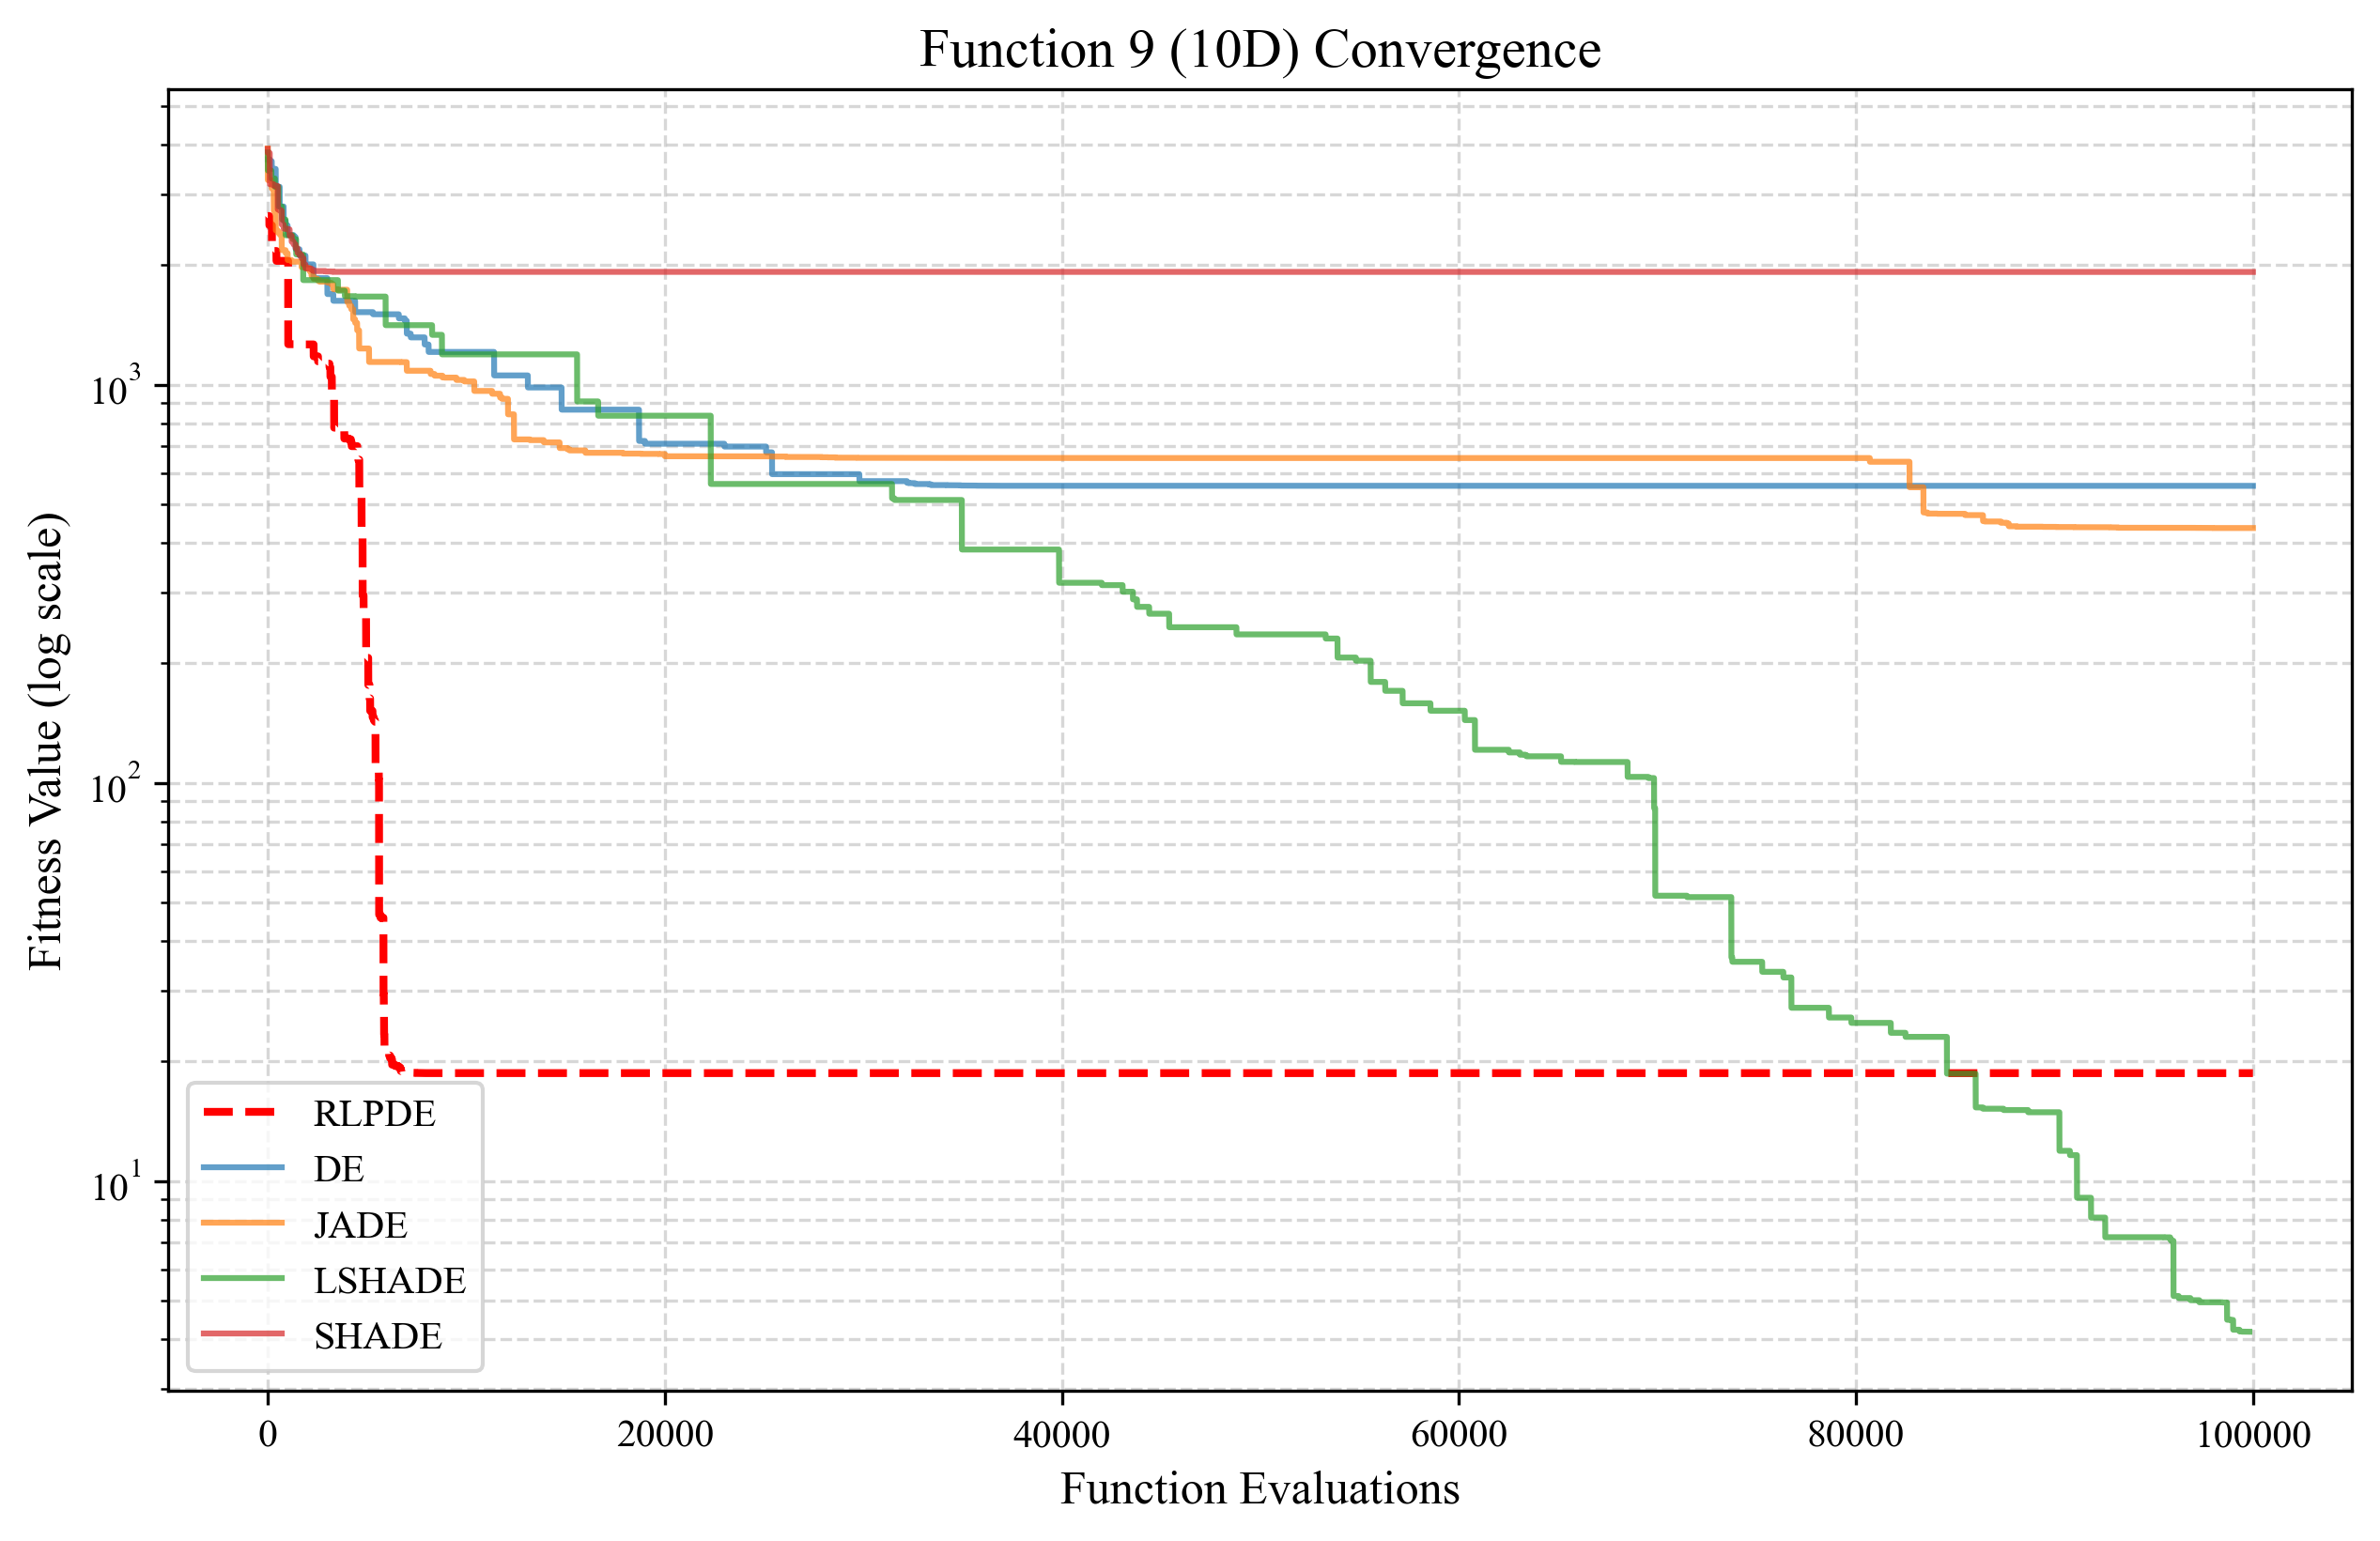 Function 9 (10D) Convergence
Fitness Value (log scale)
10^3
10^2
10^1
RLPDE
DE
JADE
LSHADE
SHADE
0 20000 40000 60000 80000 100000
Function Evaluations